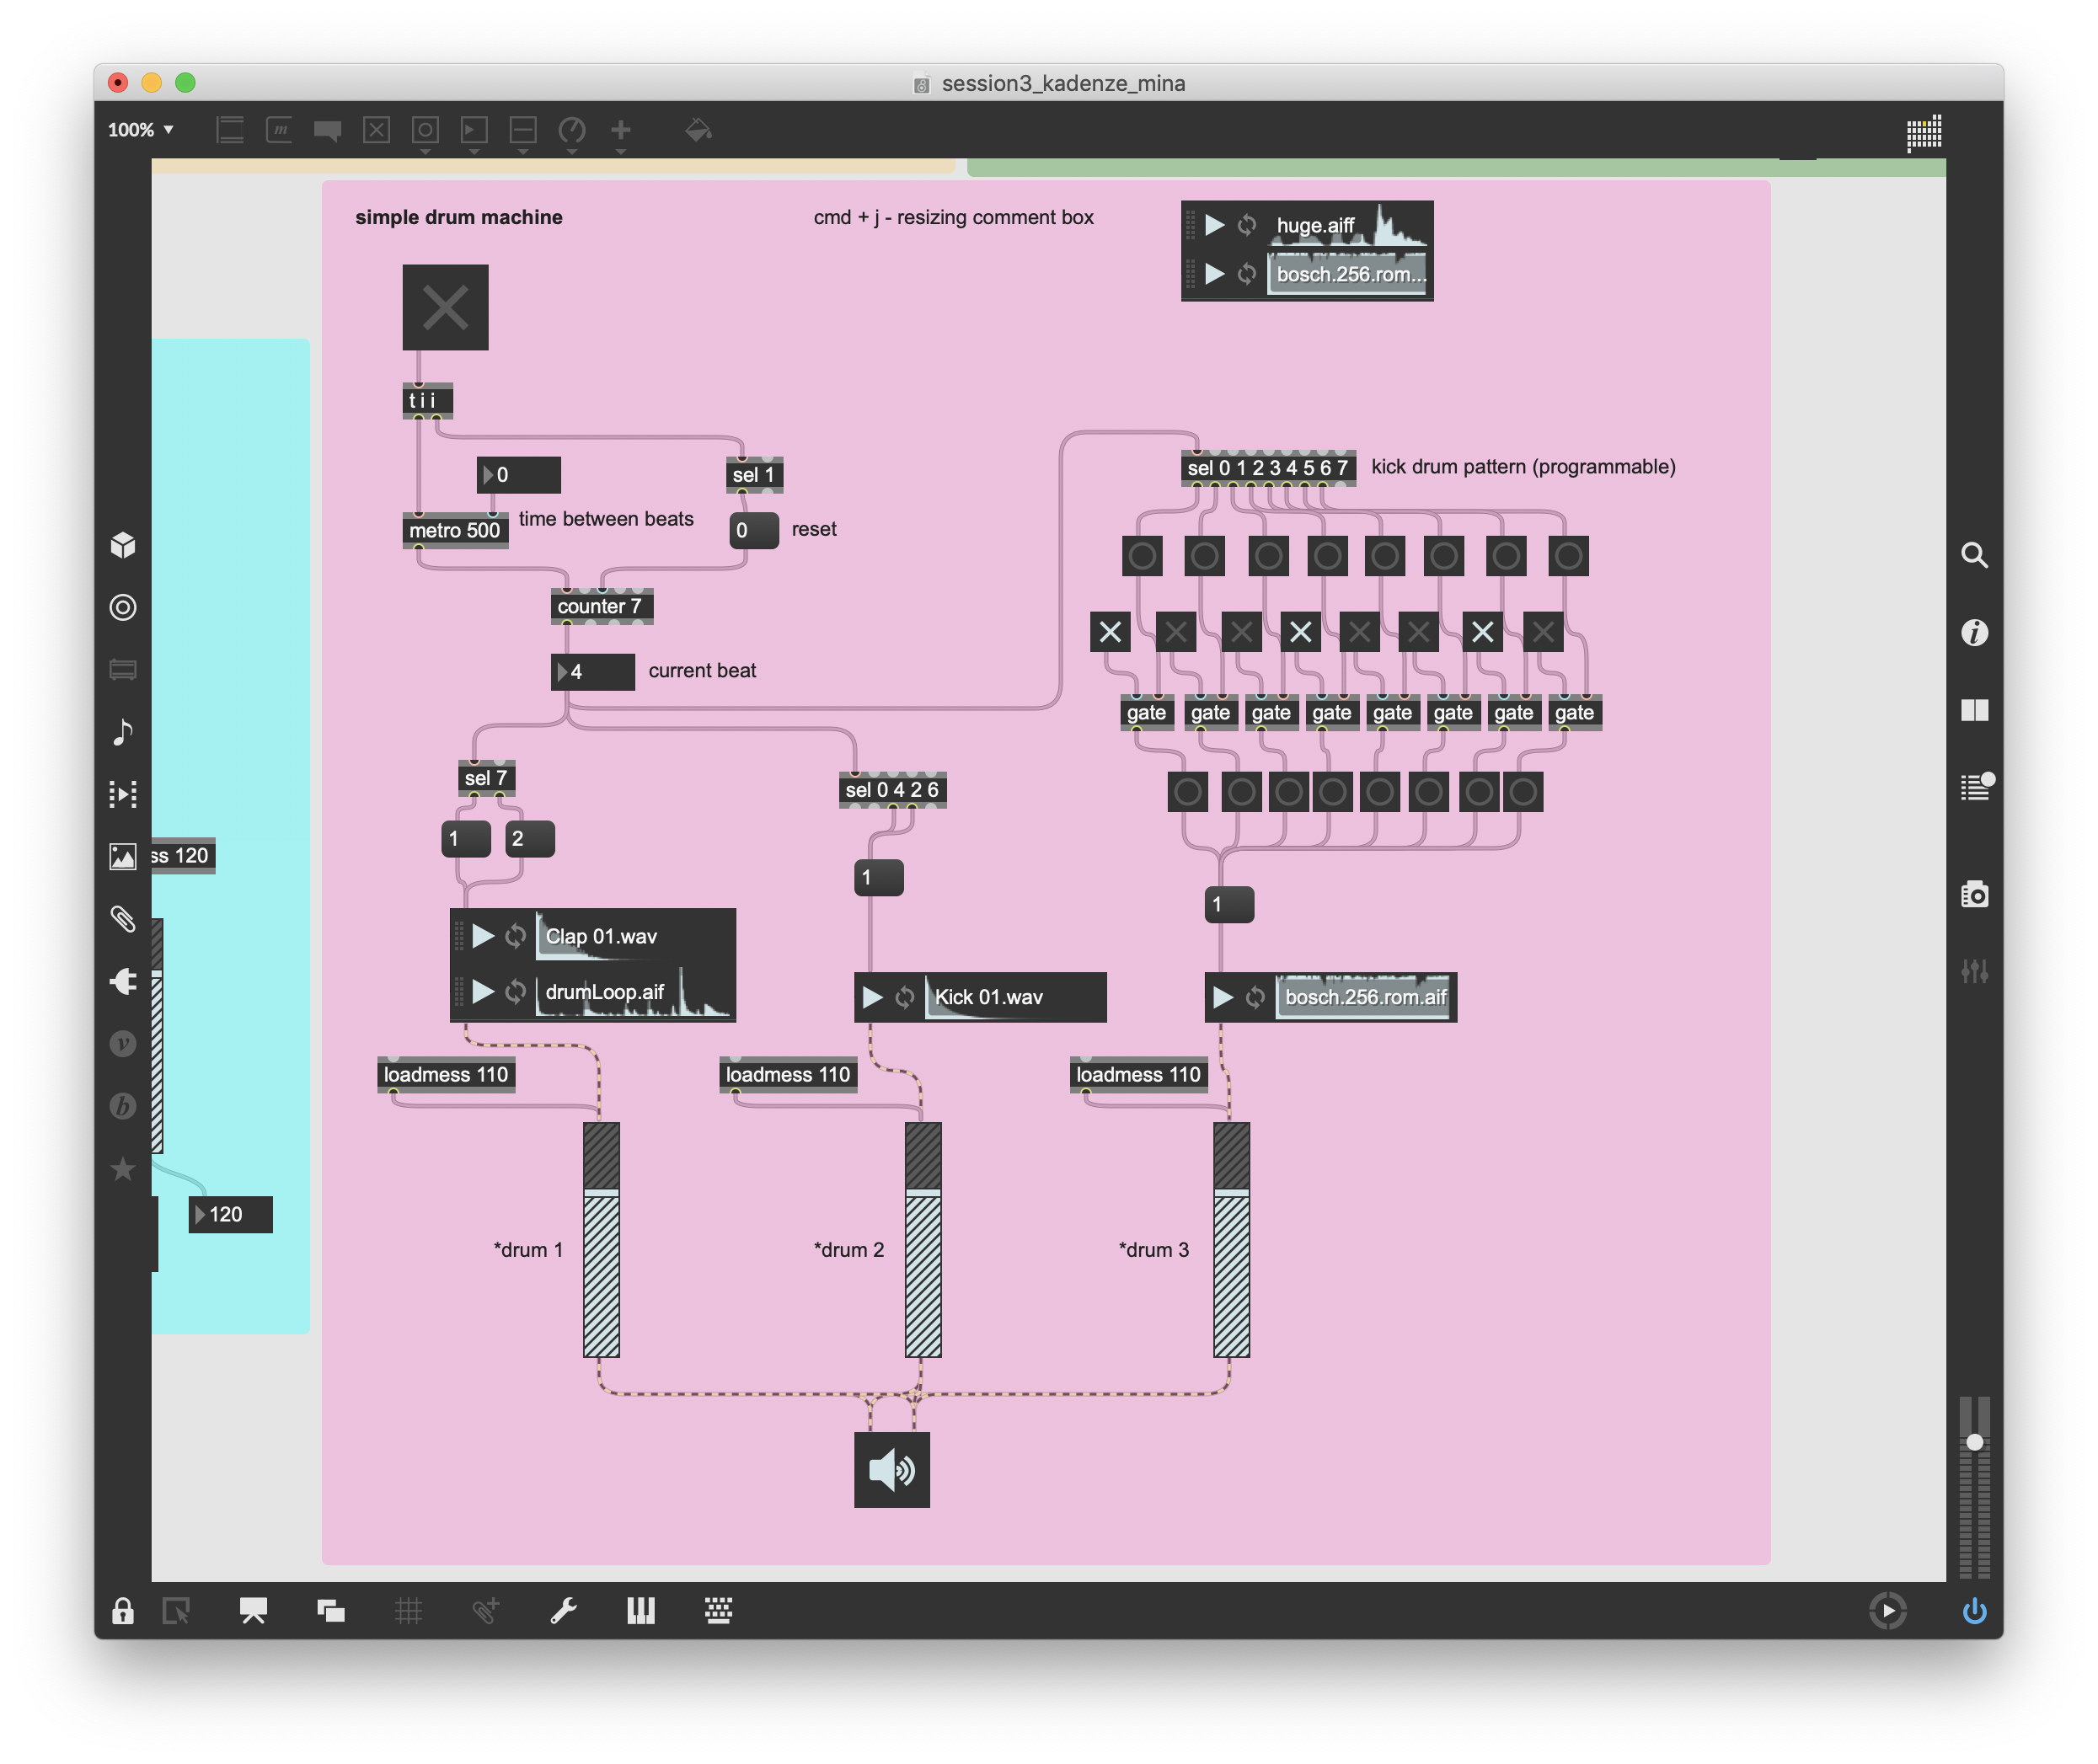 session3_kadenze_mina
100%
simple drum machine
cmd + j - resizing comment box
huge.aiff
bosch.256.rom...
t i i
0
sel 1
metro 500
time between beats
0
reset
counter 7
4
current beat
sel 0 1 2 3 4 5 6 7
kick drum pattern (programmable)
gate gate gate gate gate gate gate gate
sel 7
1
2
sel 0 4 2 6
1
1
Clap 01.wav
drumLoop.aif
Kick 01.wav
bosch.256.rom.aif
loadmess 110
loadmess 110
loadmess 110
*drum 1
*drum 2
*drum 3
ss 120
120